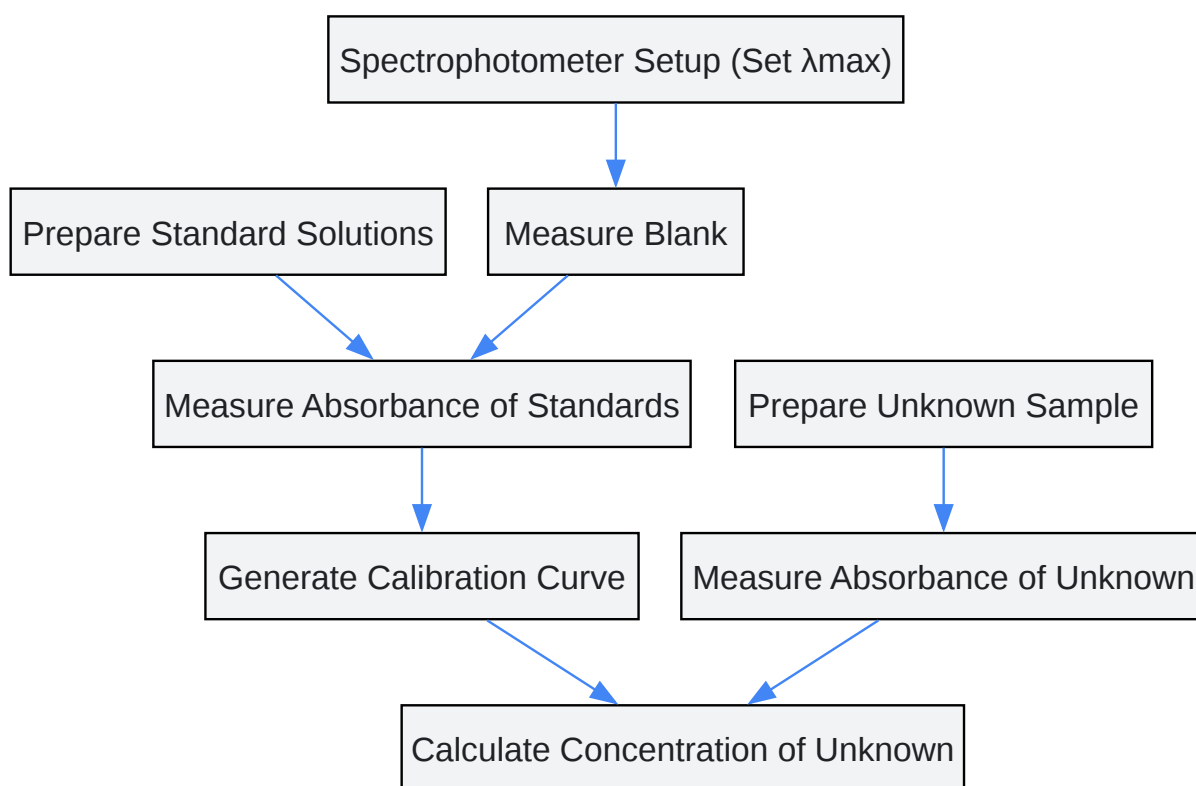 Spectrophotometer Setup (Set λmax)
Prepare Standard Solutions
Measure Blank
Measure Absorbance of Standards
Prepare Unknown Sample
Generate Calibration Curve
Measure Absorbance of Unknown
Calculate Concentration of Unknown